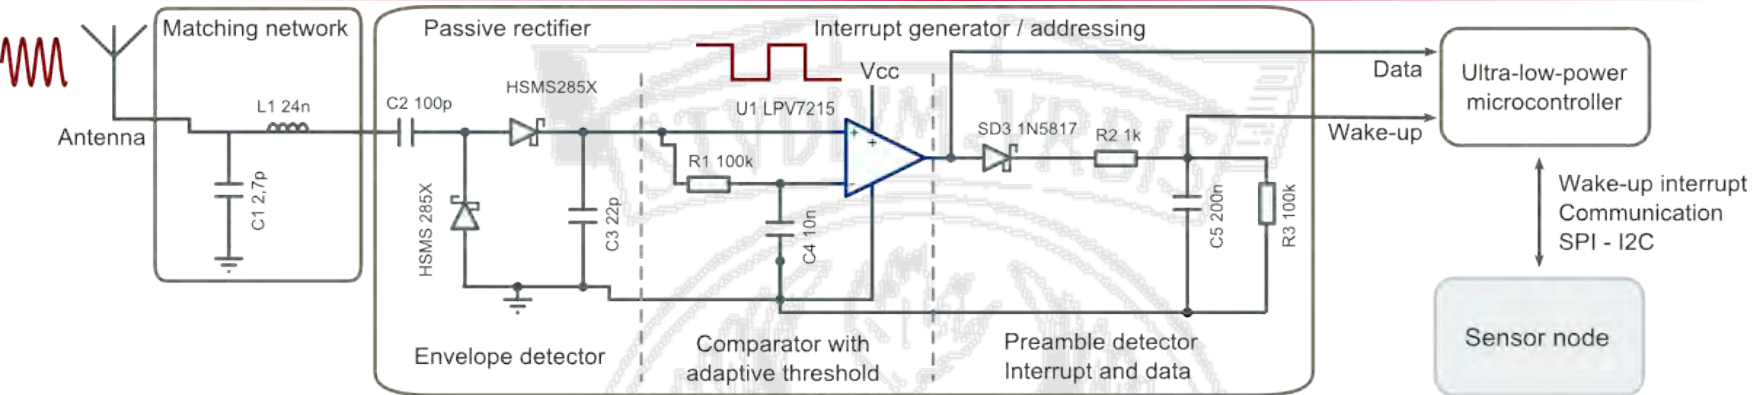 Matching network
Passive rectifier
Interrupt generator / addressing
Antenna
L1 24n
C1 2,7p
C2 100p
HSMS285X
HSMS 285X
C3 22p
Envelope detector
R1 100k
C4 10n
U1 LPV7215
Vcc
+
+
-
Comparator with
adaptive threshold
SD3 1N5817
R2 1k
C5 200n
R3 100k
Preamble detector
Interrupt and data
Data
Wake-up
Ultra-low-power
microcontroller
Wake-up interrupt
Communication
SPI - I2C
Sensor node